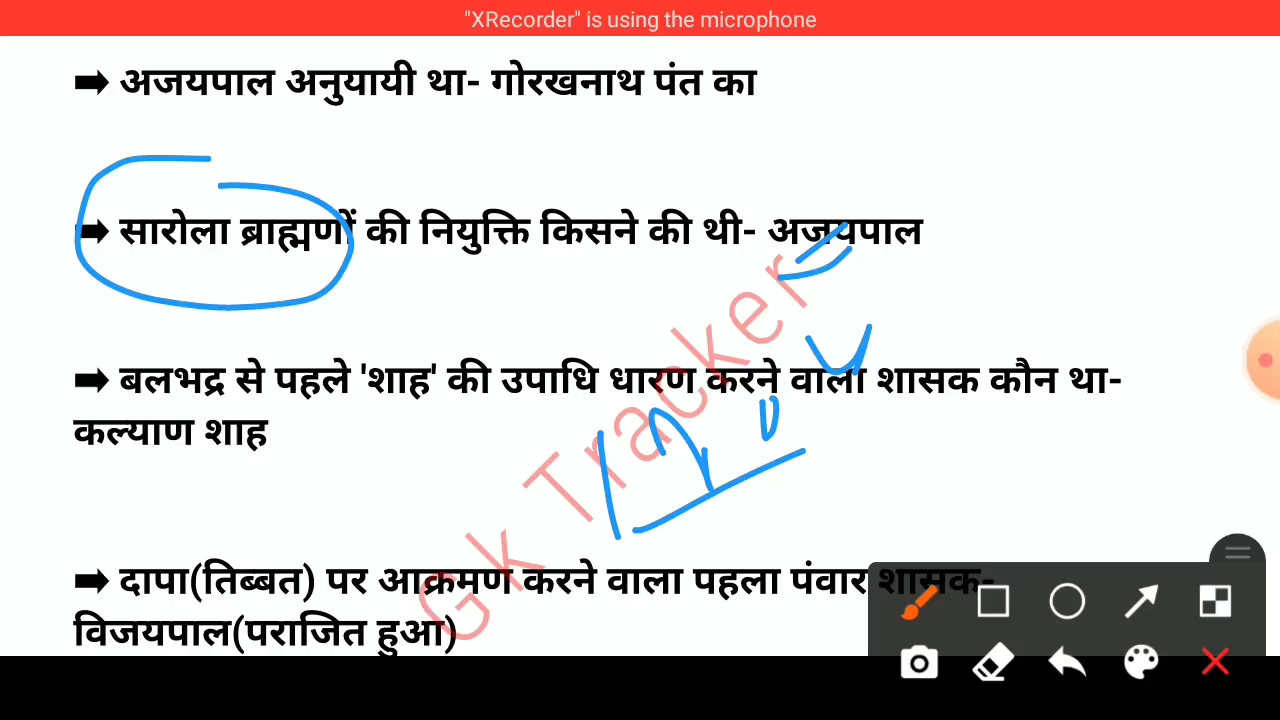 "XRecorder" is using the microphone
➡ अजयपाल अनुयायी था- गोरखनाथ पंत का
➡ सारोला ब्राह्मणों की नियुक्ति किसने की थी- अजयपाल
➡ बलभद्र से पहले 'शाह' की उपाधि धारण करने वाला शासक कौन था-
कल्याण शाह
➡ दापा(तिब्बत) पर आक्रमण करने वाला पहला पंवार शासक-
विजयपाल(पराजित हुआ)
Gk Tracker